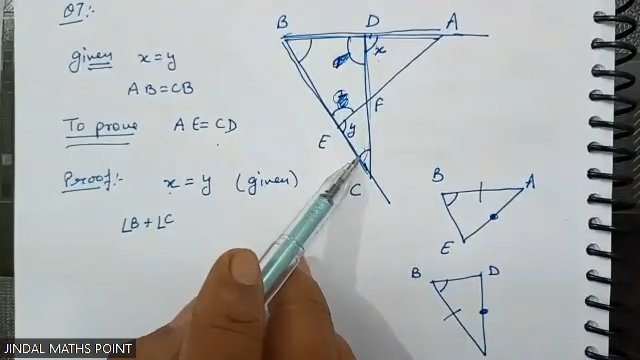 Q7:-
given x = y
AB = CB
To prove AE = CD
Proof:- x = y (given)
∟B + ∟C
B D A
x
F
E y
C
B A
E
B D
JINDAL MATHS POINT